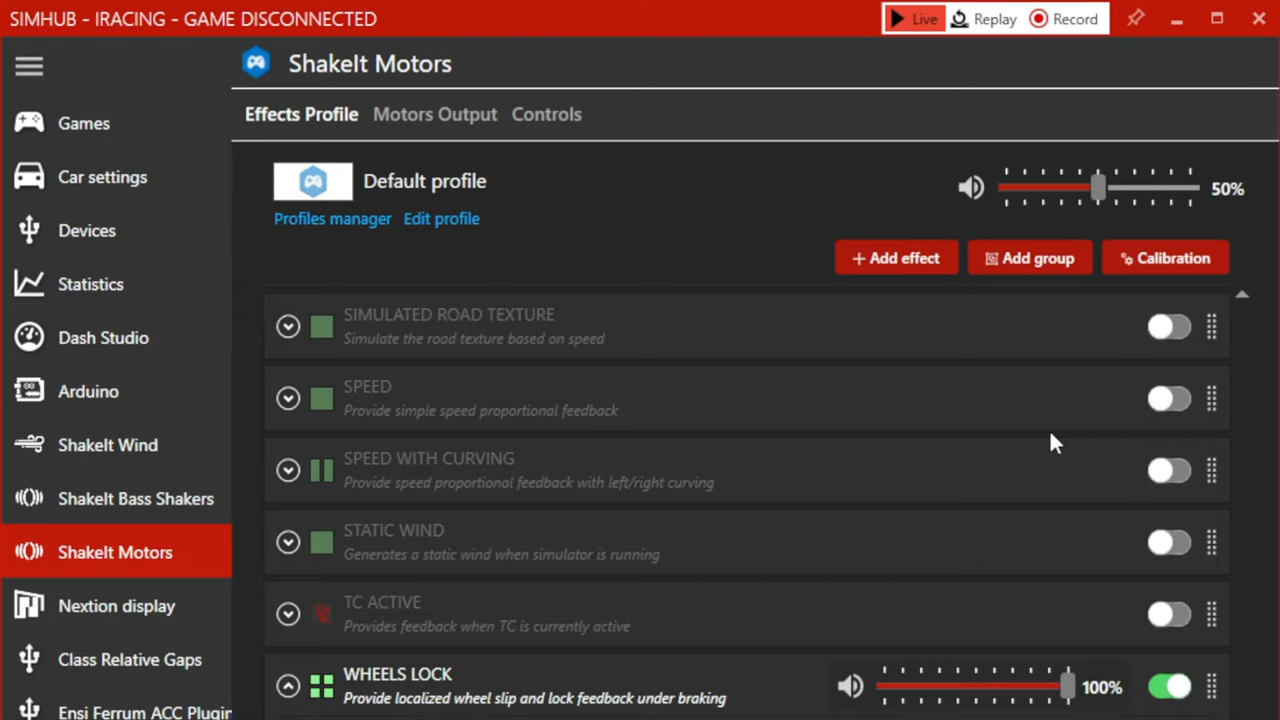 SIMHUB - IRACING - GAME DISCONNECTED
Live
Replay
Record
ShakeIt Motors
Effects Profile
Motors Output
Controls
Games
Car settings
Devices
Statistics
Dash Studio
Arduino
ShakeIt Wind
ShakeIt Bass Shakers
ShakeIt Motors
Nextion display
Class Relative Gaps
Ensi Ferrum ACC Plugin
Default profile
50%
Profiles manager
Edit profile
Add effect
Add group
Calibration
SIMULATED ROAD TEXTURE
Simulate the road texture based on speed
SPEED
Provide simple speed proportional feedback
SPEED WITH CURVING
Provide speed proportional feedback with left/right curving
STATIC WIND
Generates a static wind when simulator is running
TC ACTIVE
Provides feedback when TC is currently active
WHEELS LOCK
Provide localized wheel slip and lock feedback under braking
100%